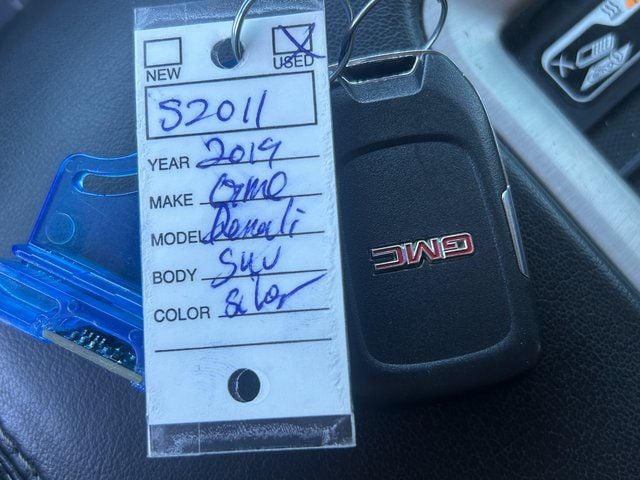 NEW
USED
S2011
YEAR 2019
MAKE GMC
MODEL Denali
BODY SUV
COLOR Silver
GMC